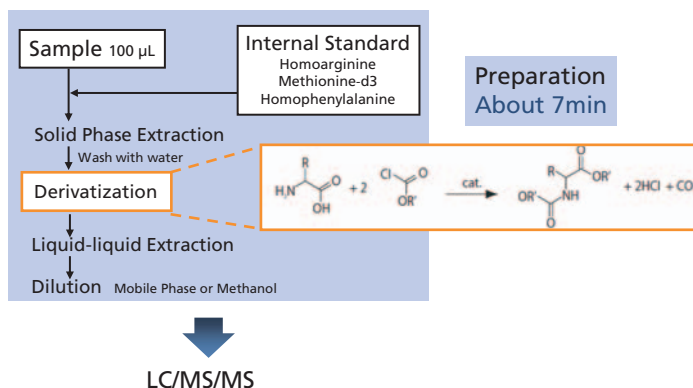 Sample 100 µL
Internal Standard
Homoarginine
Methionine-d3
Homophenylalanine
Preparation
About 7min
Solid Phase Extraction
Wash with water
Derivatization
R
H₂N
O
OH
+ 2
Cl
O
OR'
cat.
R
O
OR'
OR'
NH
O
+ 2HCl + CO
Liquid-liquid Extraction
Dilution Mobile Phase or Methanol
LC/MS/MS